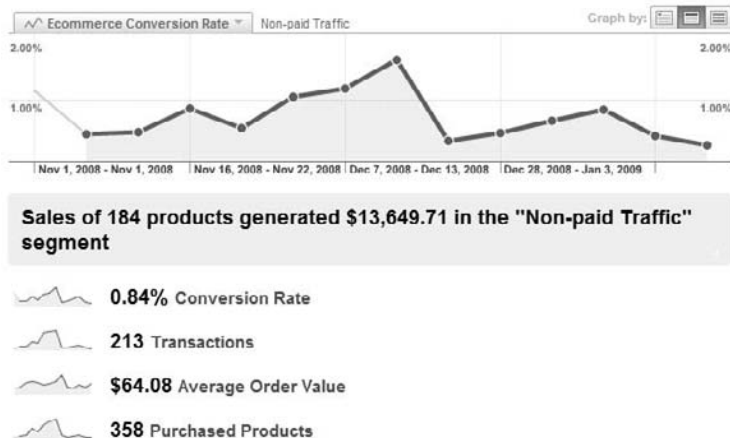 Ecommerce Conversion Rate Non-paid Traffic Graph by:
2.00% 2.00%
1.00% 1.00%
Nov 1, 2008 - Nov 1, 2008 Nov 16, 2008 - Nov 22, 2008 Dec 7, 2008 - Dec 13, 2008 Dec 28, 2008 - Jan 3, 2009
Sales of 184 products generated $13,649.71 in the "Non-paid Traffic"
segment
0.84% Conversion Rate
213 Transactions
$64.08 Average Order Value
358 Purchased Products